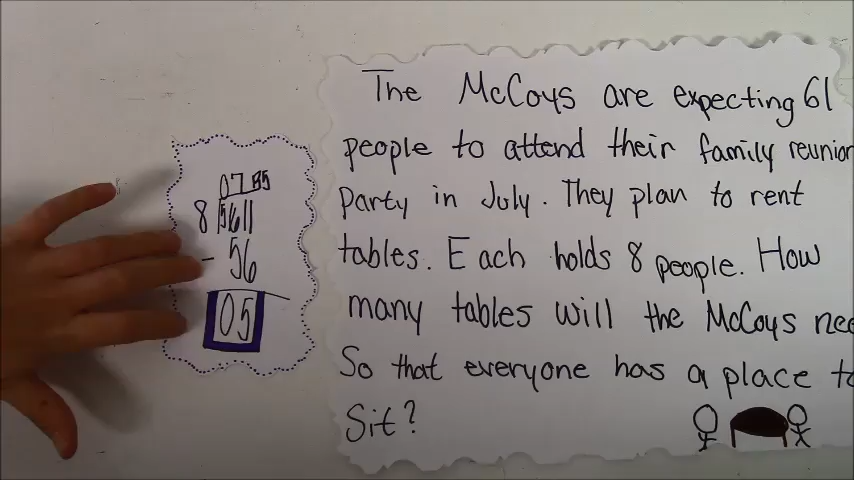 07 R5
8 5611
- 56
05
The McCoys are expecting 61
people to attend their family reunion
party in July. They plan to rent
tables. Each holds 8 people. How
many tables will the McCoys nee
So that everyone has a place to
Sit?